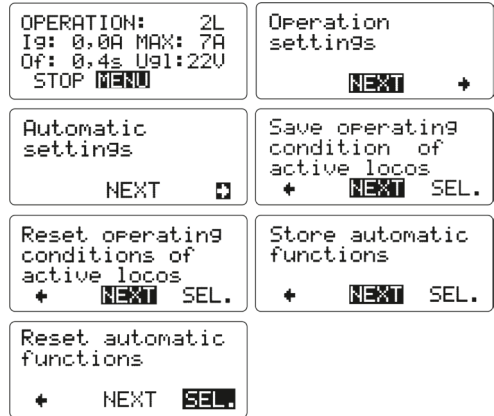 OPERATION: 2L
Ig: 0,0A MAX: 7A
Of: 0,4s Ugl:22V
STOP MENU
Operation
settings
NEXT →
Automatic
settings
NEXT →
Save operating
condition of
active locos
← NEXT SEL.
Reset operating
conditions of
active locos
← NEXT SEL.
Store automatic
functions
← NEXT SEL.
Reset automatic
functions
← NEXT SEL.